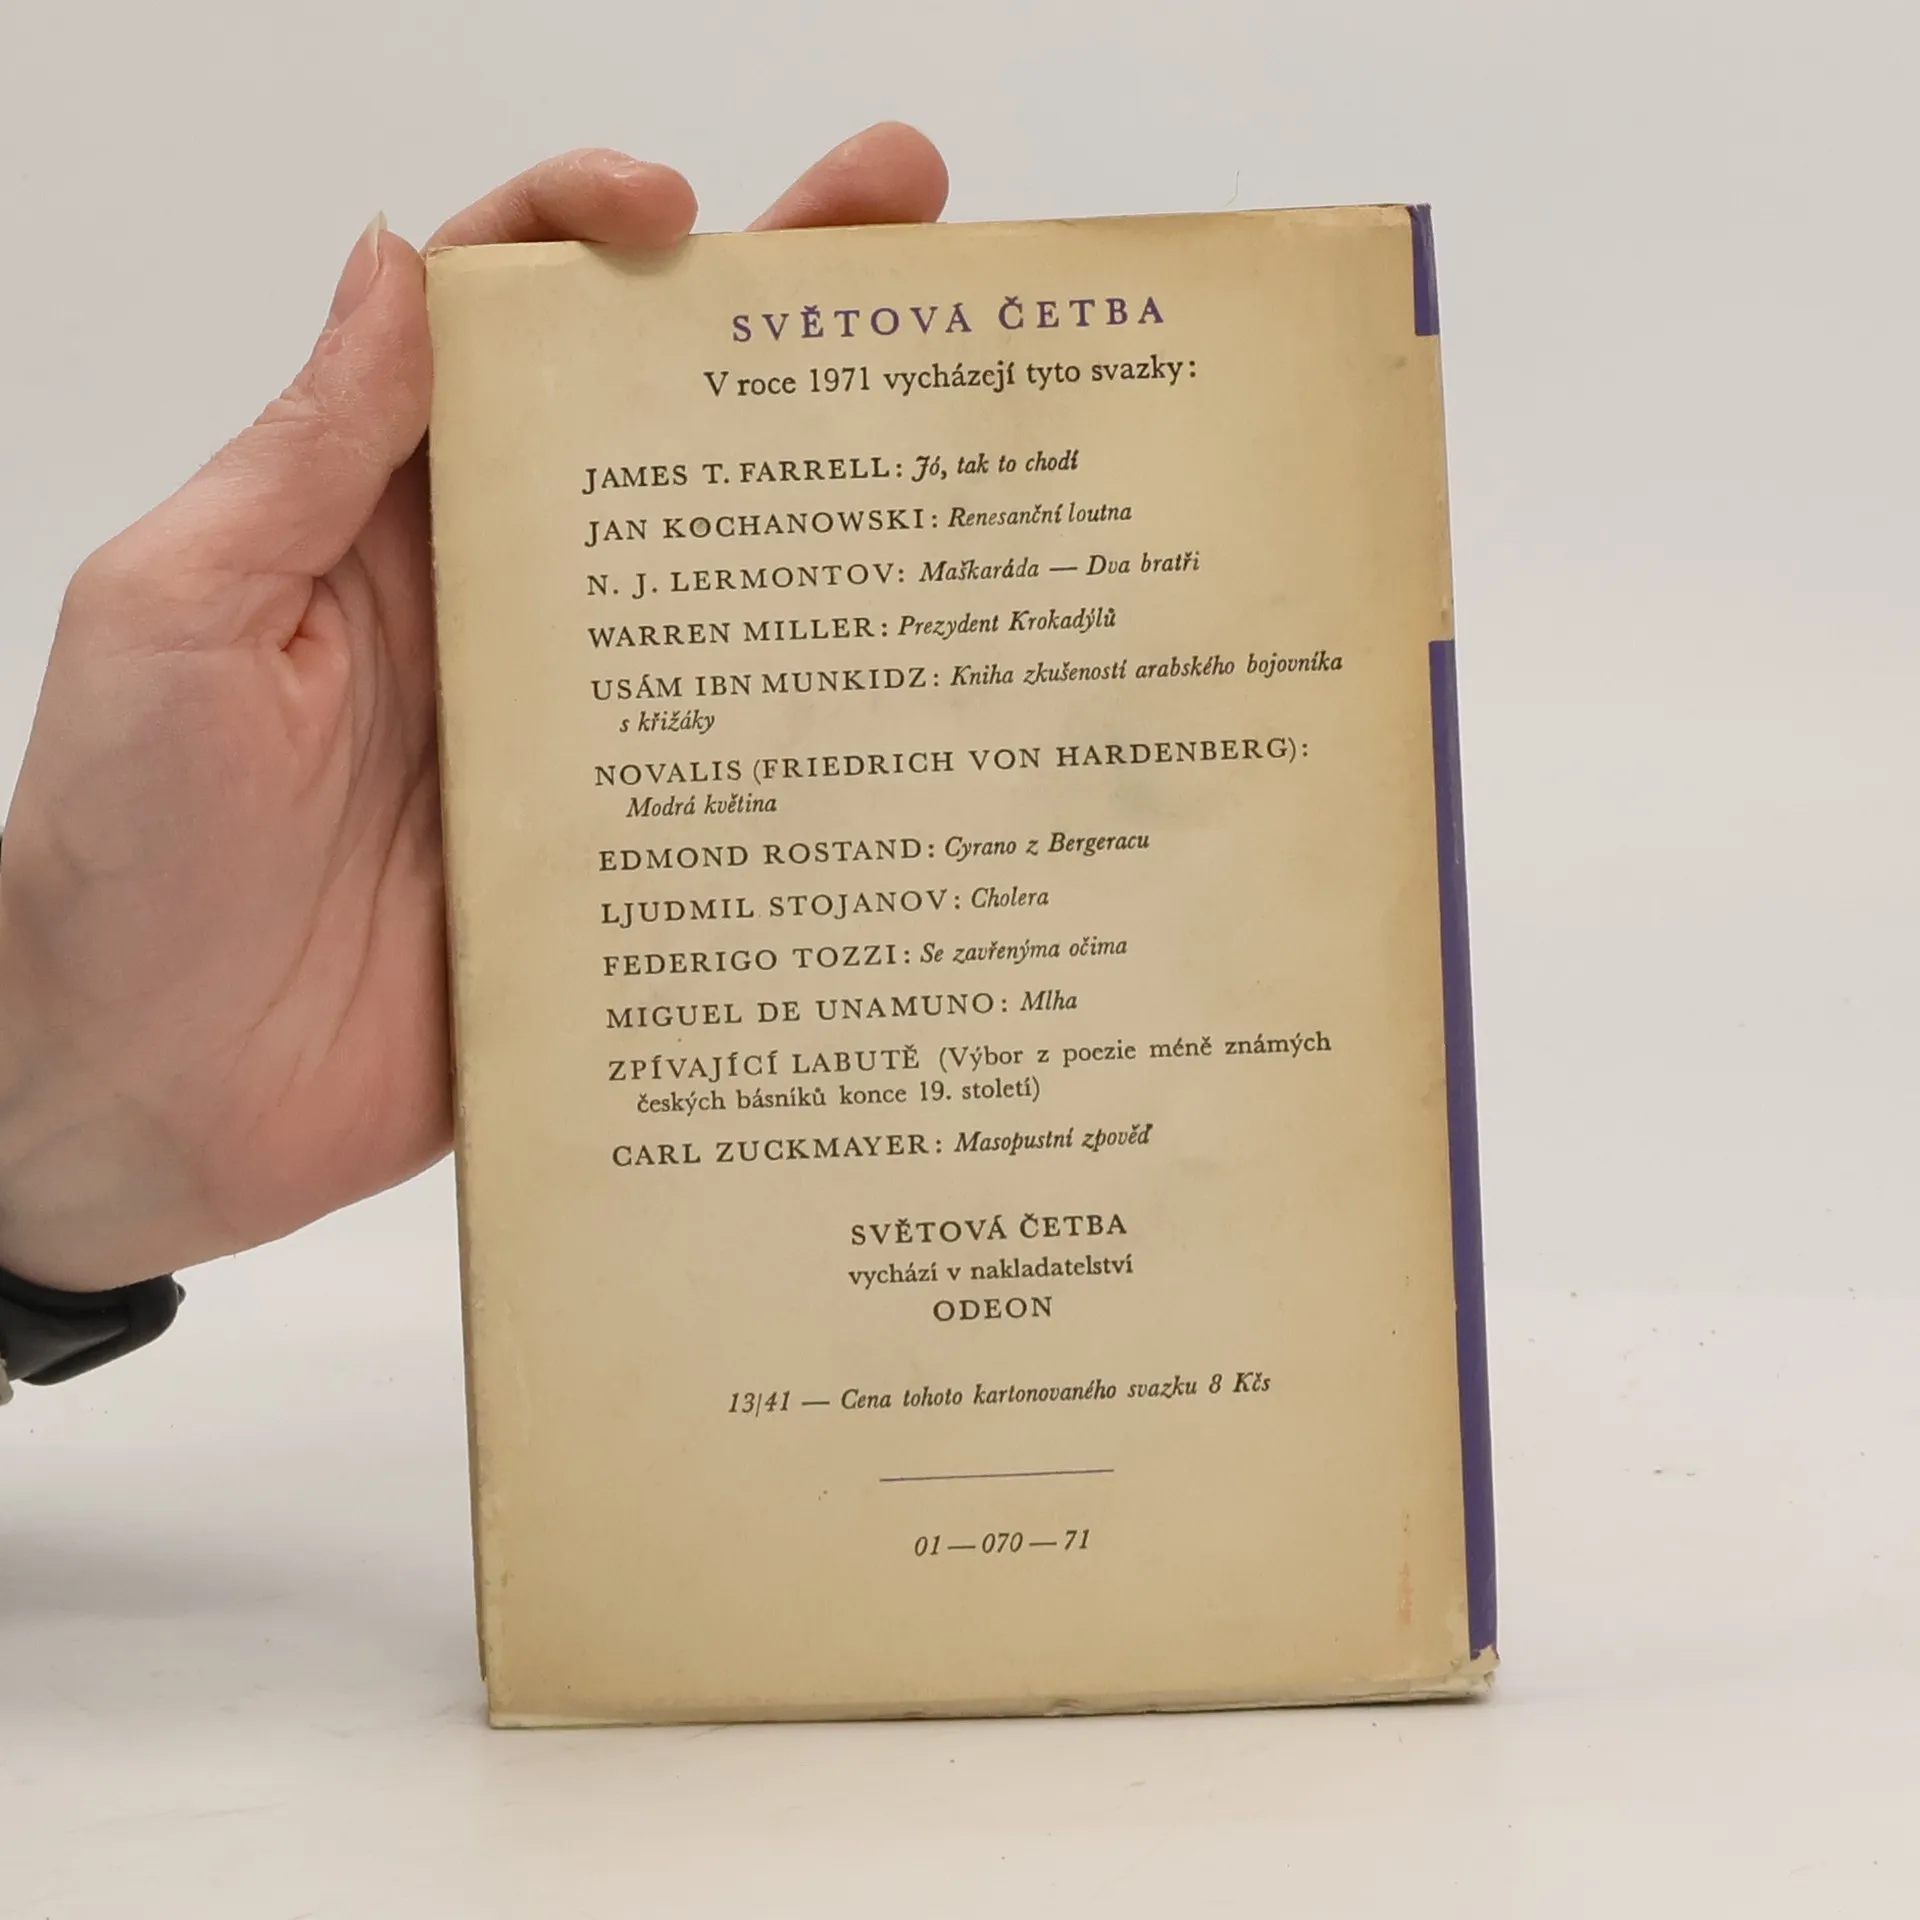 SVĚTOVÁ ČETBA
V roce 1971 vycházejí tyto svazky:
JAMES T. FARRELL: Jó, tak to chodí
JAN KOCHANOWSKI: Renesanční loutna
N. J. LERMONTOV: Maškaráda — Dva bratři
WARREN MILLER: Prezydent Krokadýlů
USÁM IBN MUNKIDZ: Kniha zkušeností arabského bojovníka
s křižáky
NOVALIS (FRIEDRICH VON HARDENBERG):
Modrá květina
EDMOND ROSTAND: Cyrano z Bergeracu
LJUDMIL STOJANOV: Cholera
FEDERIGO TOZZI: Se zavřenýma očima
MIGUEL DE UNAMUNO: Mlha
ZPÍVAJÍCÍ LABUTĚ (Výbor z poezie méně známých
českých básníků konce 19. století)
CARL ZUCKMAYER: Masopustní zpověď
SVĚTOVÁ ČETBA
vychází v nakladatelství
ODEON
13/41 — Cena tohoto kartonovaného svazku 8 Kčs
01—070—71